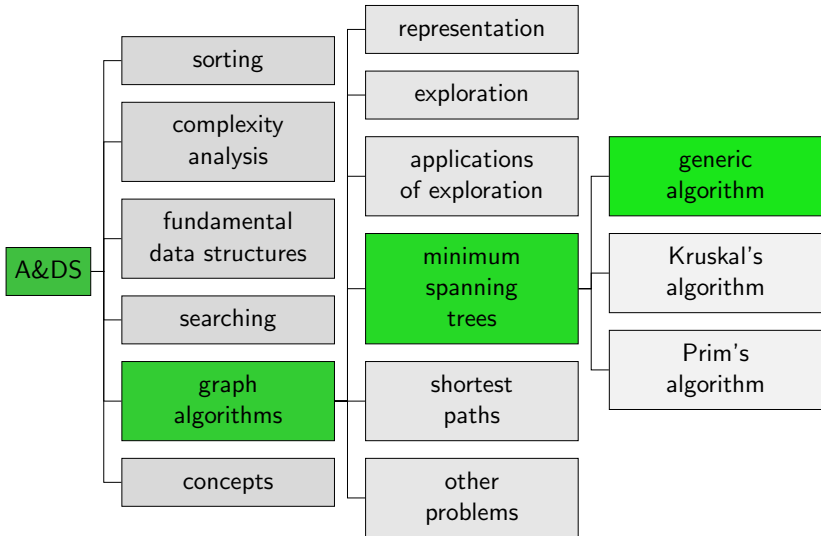 A&DS
sorting
complexity
analysis
fundamental
data structures
searching
graph
algorithms
concepts
representation
exploration
applications
of exploration
minimum
spanning
trees
shortest
paths
other
problems
generic
algorithm
Kruskal's
algorithm
Prim's
algorithm